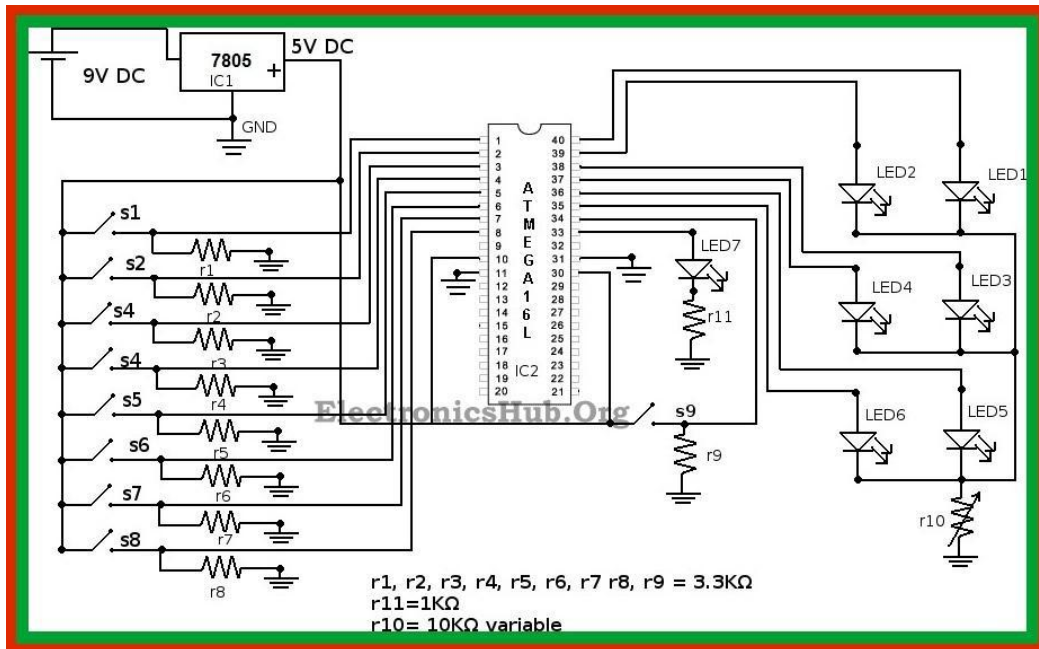 9V DC
7805
IC1
+
5V DC
GND
1 40
2 39
3 38
4 37
5 36
6 35
7 34
8 33
9 32
10 31
11 30
12 29
13 28
14 27
15 26
16 25
17 24
18 23
19 22
20 21
ATMEGA16L
IC2
s1
r1
s2
r2
s4
r3
s4
r4
s5
r5
s6
r6
s7
r7
s8
r8
s9
r9
LED2
LED1
LED7
r11
LED4
LED3
LED6
LED5
r10
ElectronicsHub.Org
r1, r2, r3, r4, r5, r6, r7 r8, r9 = 3.3KΩ
r11=1KΩ
r10= 10KΩ variable